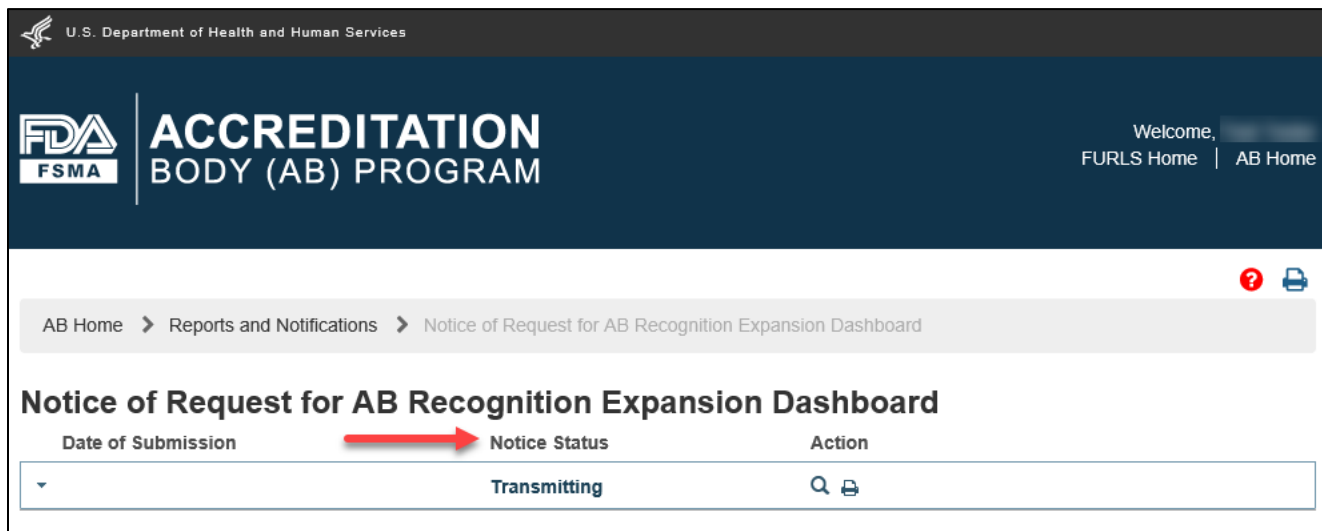 U.S. Department of Health and Human Services
FDA
FSMA
ACCREDITATION
BODY (AB) PROGRAM
Welcome,
FURLS Home | AB Home
AB Home > Reports and Notifications > Notice of Request for AB Recognition Expansion Dashboard
Notice of Request for AB Recognition Expansion Dashboard
Date of Submission Notice Status Action
Transmitting